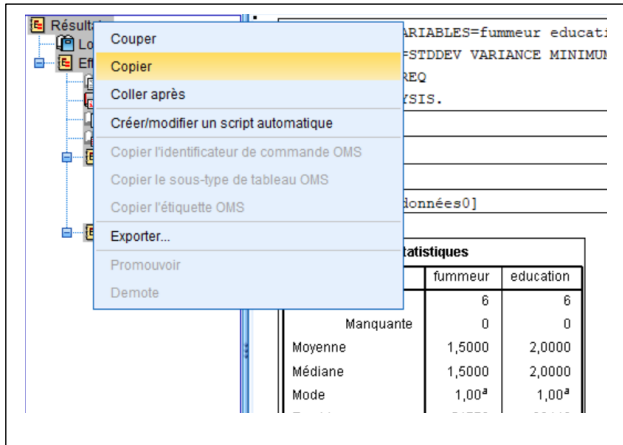 Résult
Lo
Eff
Couper
Copier
Coller après
Créer/modifier un script automatique
Copier l'identificateur de commande OMS
Copier le sous-type de tableau OMS
Copier l'étiquette OMS
Exporter...
Promouvoir
Demote
ARIABLES=fummeur educati
=STDDEV VARIANCE MINIMUM
REQ
YSIS.
données0]
tatistiques
fummeur education
6 6
Manquante 0 0
Moyenne 1,5000 2,0000
Médiane 1,5000 2,0000
Mode 1,00ª 1,00ª